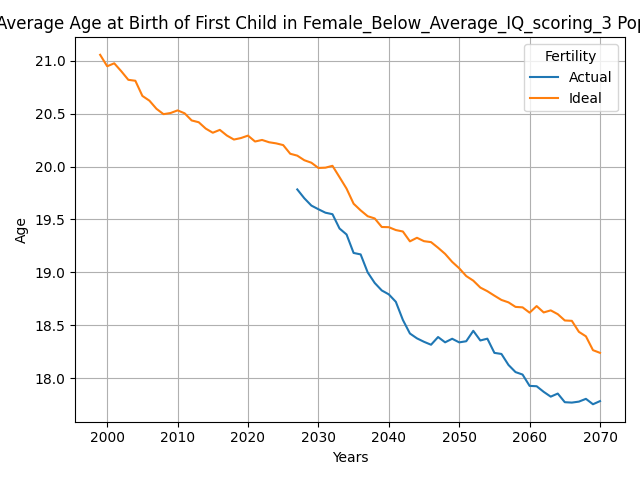 Average Age at Birth of First Child in Female_Below_Average_IQ_scoring_3 Pop
Fertility
Actual
Ideal
21.0
20.5
20.0
19.5
19.0
18.5
18.0
Age
2000 2010 2020 2030 2040 2050 2060 2070
Years